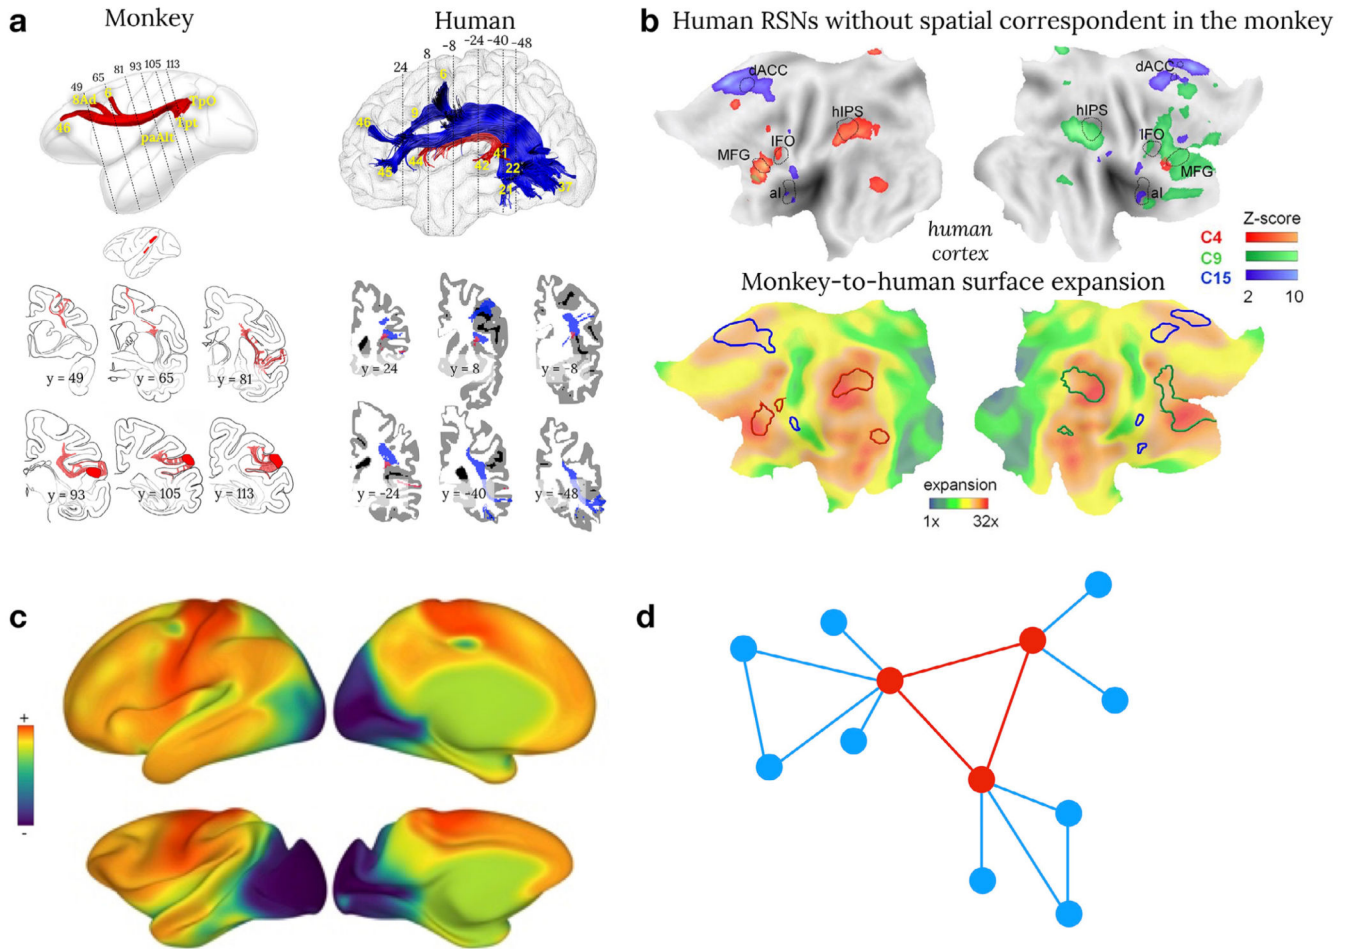 a
Monkey
Human
49
65
81
93
105
113
8Ad
6
TpO
46
Tpt
paAlt
24
8
-8
-24
-40
-48
6
9
46
44
45
41
42
22
21
37
y = 49
y = 65
y = 81
y = 93
y = 105
y = 113
y = 24
y = 8
y = -8
y = -24
y = -40
y = -48
b
Human RSNs without spatial correspondent in the monkey
dACC
hIPS
IFO
MFG
aI
dACC
hIPS
IFO
MFG
aI
human
cortex
Z-score
C4
C9
C15
2 10
Monkey-to-human surface expansion
expansion
1x 32x
c
+
-
d